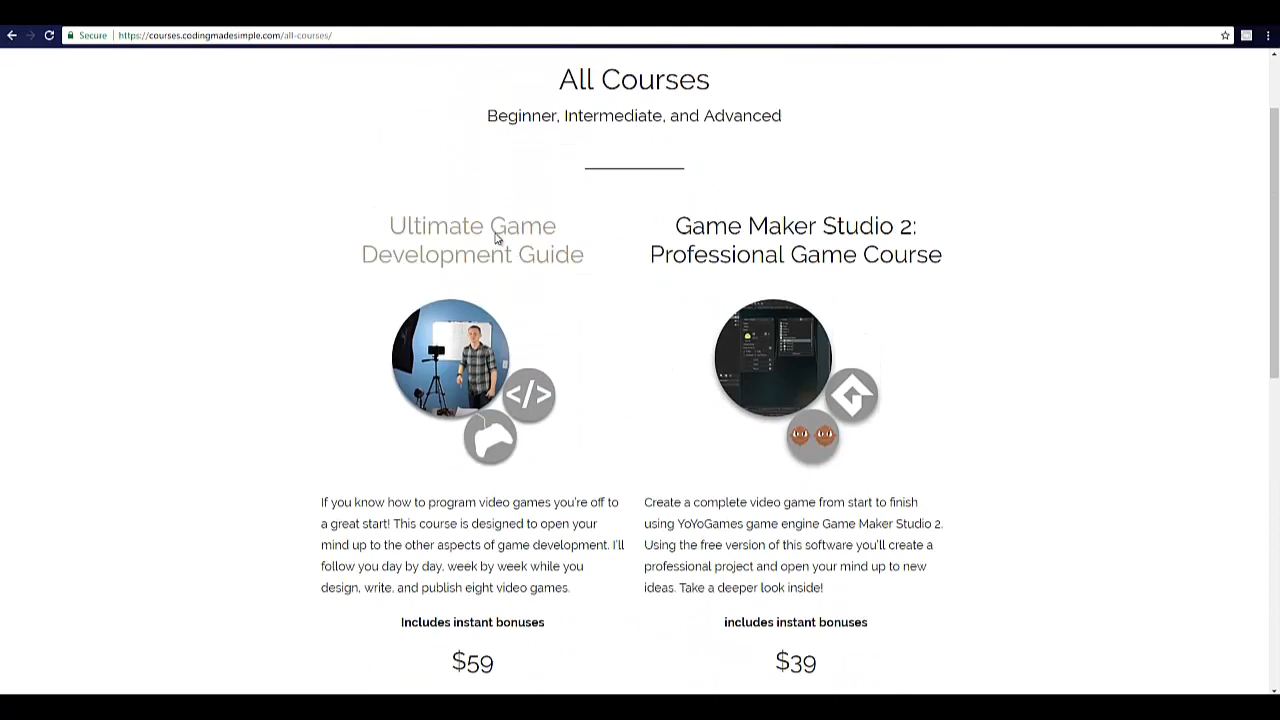 Secure https://courses.codingmadesimple.com/all-courses/
All Courses
Beginner, Intermediate, and Advanced
Ultimate Game
Development Guide
</>
If you know how to program video games you're off to
a great start! This course is designed to open your
mind up to the other aspects of game development. I'll
follow you day by day, week by week while you
design, write, and publish eight video games.
Includes instant bonuses
$59
Game Maker Studio 2:
Professional Game Course
Create a complete video game from start to finish
using YoYoGames game engine Game Maker Studio 2.
Using the free version of this software you'll create a
professional project and open your mind up to new
ideas. Take a deeper look inside!
includes instant bonuses
$39